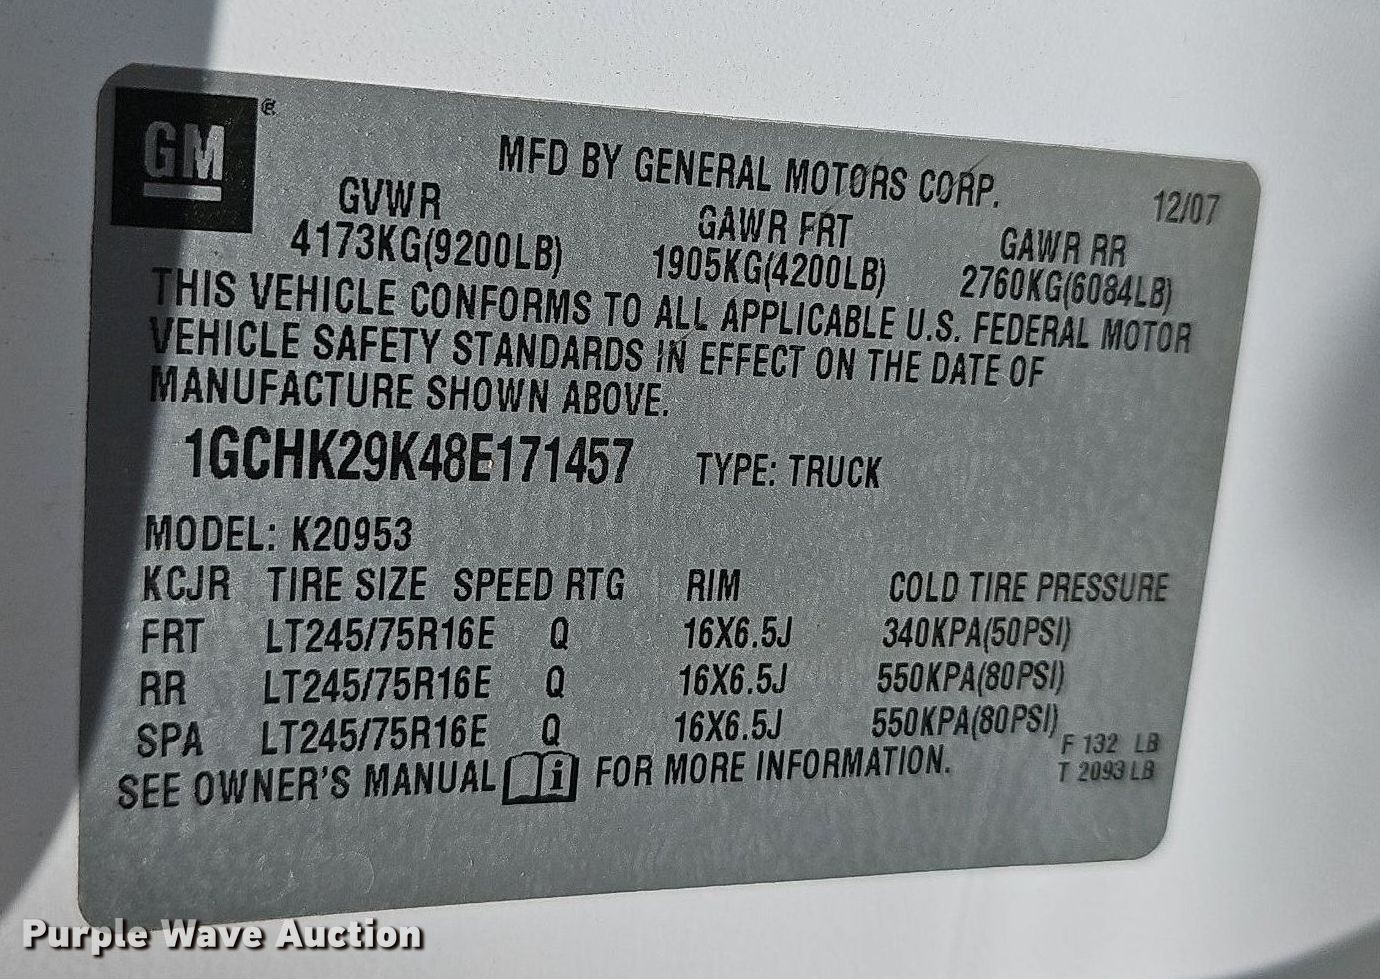 GM ®
MFD BY GENERAL MOTORS CORP.
12/07
GVWR GAWR FRT GAWR RR
4173KG(9200LB) 1905KG(4200LB) 2760KG(6084LB)
THIS VEHICLE CONFORMS TO ALL APPLICABLE U.S. FEDERAL MOTOR
VEHICLE SAFETY STANDARDS IN EFFECT ON THE DATE OF
MANUFACTURE SHOWN ABOVE.
1GCHK29K48E171457 TYPE: TRUCK
MODEL: K20953
KCJR TIRE SIZE SPEED RTG RIM COLD TIRE PRESSURE
FRT LT245/75R16E Q 16X6.5J 340KPA(50PSI)
RR LT245/75R16E Q 16X6.5J 550KPA(80PSI)
SPA LT245/75R16E Q 16X6.5J 550KPA(80PSI)
F 132 LB
T 2093 LB
SEE OWNER'S MANUAL i FOR MORE INFORMATION.
Purple Wave Auction